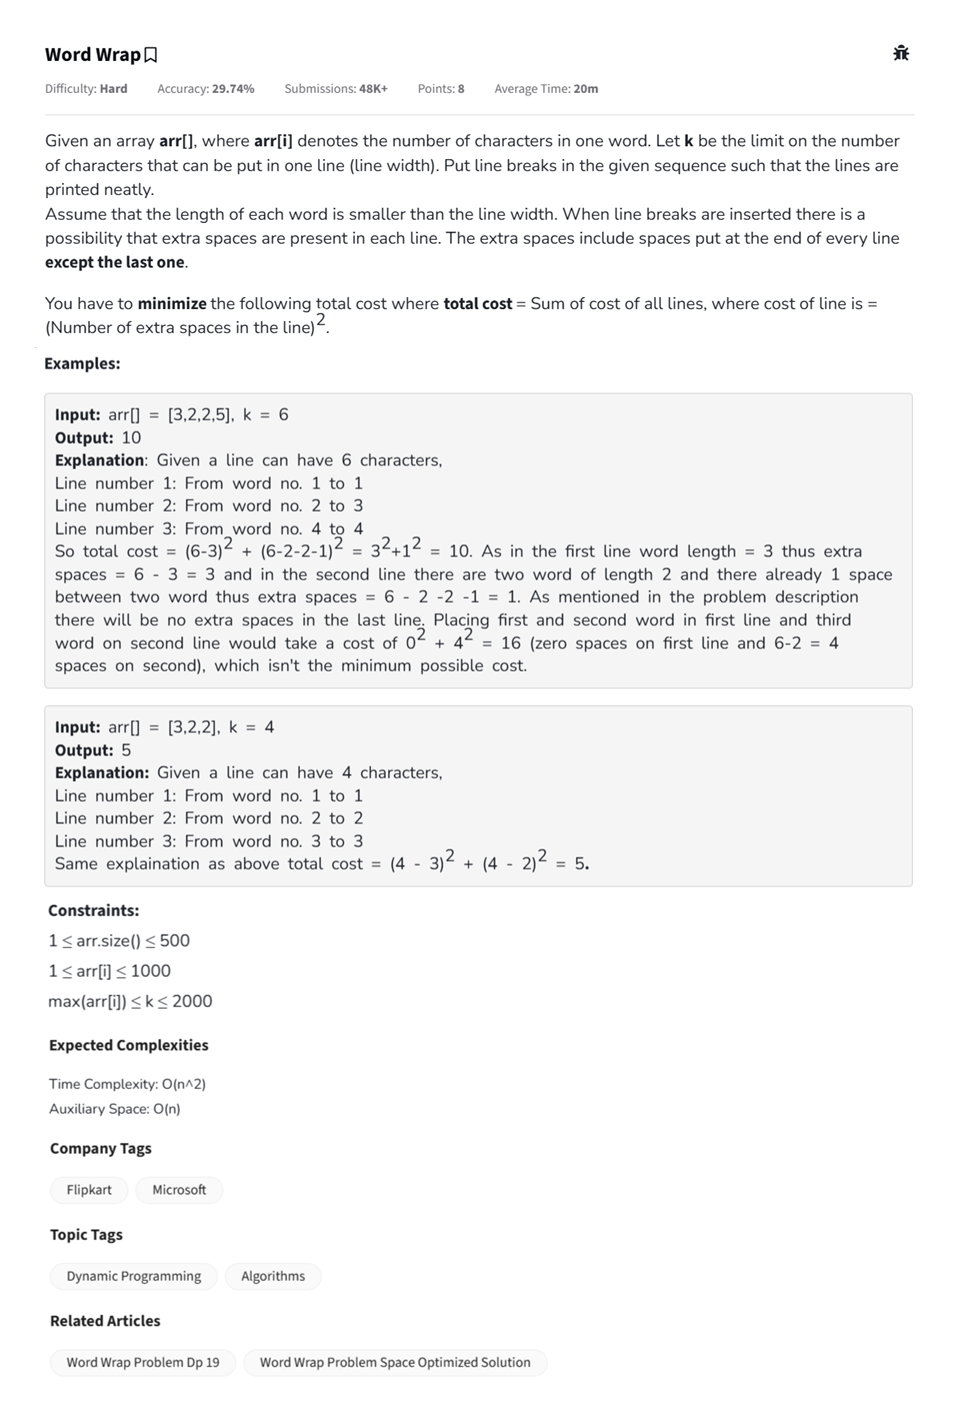 Word Wrap
Difficulty: Hard Accuracy: 29.74% Submissions: 48K+ Points: 8 Average Time: 20m
Given an array arr[], where arr[i] denotes the number of characters in one word. Let k be the limit on the number
of characters that can be put in one line (line width). Put line breaks in the given sequence such that the lines are
printed neatly.
Assume that the length of each word is smaller than the line width. When line breaks are inserted there is a
possibility that extra spaces are present in each line. The extra spaces include spaces put at the end of every line
except the last one.
You have to minimize the following total cost where total cost = Sum of cost of all lines, where cost of line is =
(Number of extra spaces in the line)².
Examples:
Input: arr[] = [3,2,2,5], k = 6
Output: 10
Explanation: Given a line can have 6 characters,
Line number 1: From word no. 1 to 1
Line number 2: From word no. 2 to 3
Line number 3: From word no. 4 to 4
So total cost = (6-3)² + (6-2-2-1)² = 3²+1² = 10. As in the first line word length = 3 thus extra
spaces = 6 - 3 = 3 and in the second line there are two word of length 2 and there already 1 space
between two word thus extra spaces = 6 - 2 -2 -1 = 1. As mentioned in the problem description
there will be no extra spaces in the last line. Placing first and second word in first line and third
word on second line would take a cost of 0² + 4² = 16 (zero spaces on first line and 6-2 = 4
spaces on second), which isn't the minimum possible cost.
Input: arr[] = [3,2,2], k = 4
Output: 5
Explanation: Given a line can have 4 characters,
Line number 1: From word no. 1 to 1
Line number 2: From word no. 2 to 2
Line number 3: From word no. 3 to 3
Same explaination as above total cost = (4 - 3)² + (4 - 2)² = 5.
Constraints:
1 ≤ arr.size() ≤ 500
1 ≤ arr[i] ≤ 1000
max(arr[i]) ≤ k ≤ 2000
Expected Complexities
Time Complexity: O(n^2)
Auxiliary Space: O(n)
Company Tags
Flipkart Microsoft
Topic Tags
Dynamic Programming Algorithms
Related Articles
Word Wrap Problem Dp 19 Word Wrap Problem Space Optimized Solution